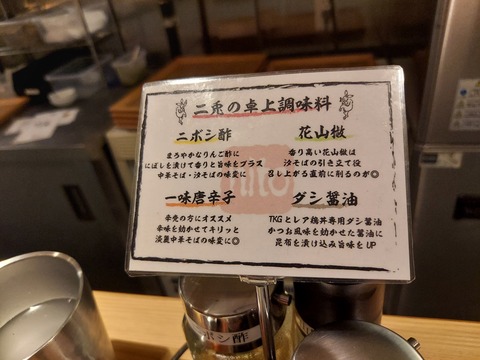 二兎の卓上調味料
ニボシ酢
まろやかなりんご酢に
にぼしを漬けて香りと旨味をプラス
中華そば・汐そばの味変に
花山椒
香り高い花山椒は
汐そばの引き立て役
召し上がる直前に削るのが◎
nito
一味唐辛子
辛党の方にオススメ
辛味を効かせてキリッと
淡麗中華そばの味変に◎
ダシ醤油
TKGとレア鶏丼専用ダシ醤油
かつお風味を効かせた醤油に
昆布を漬け込み旨味をUP
ボシ酢